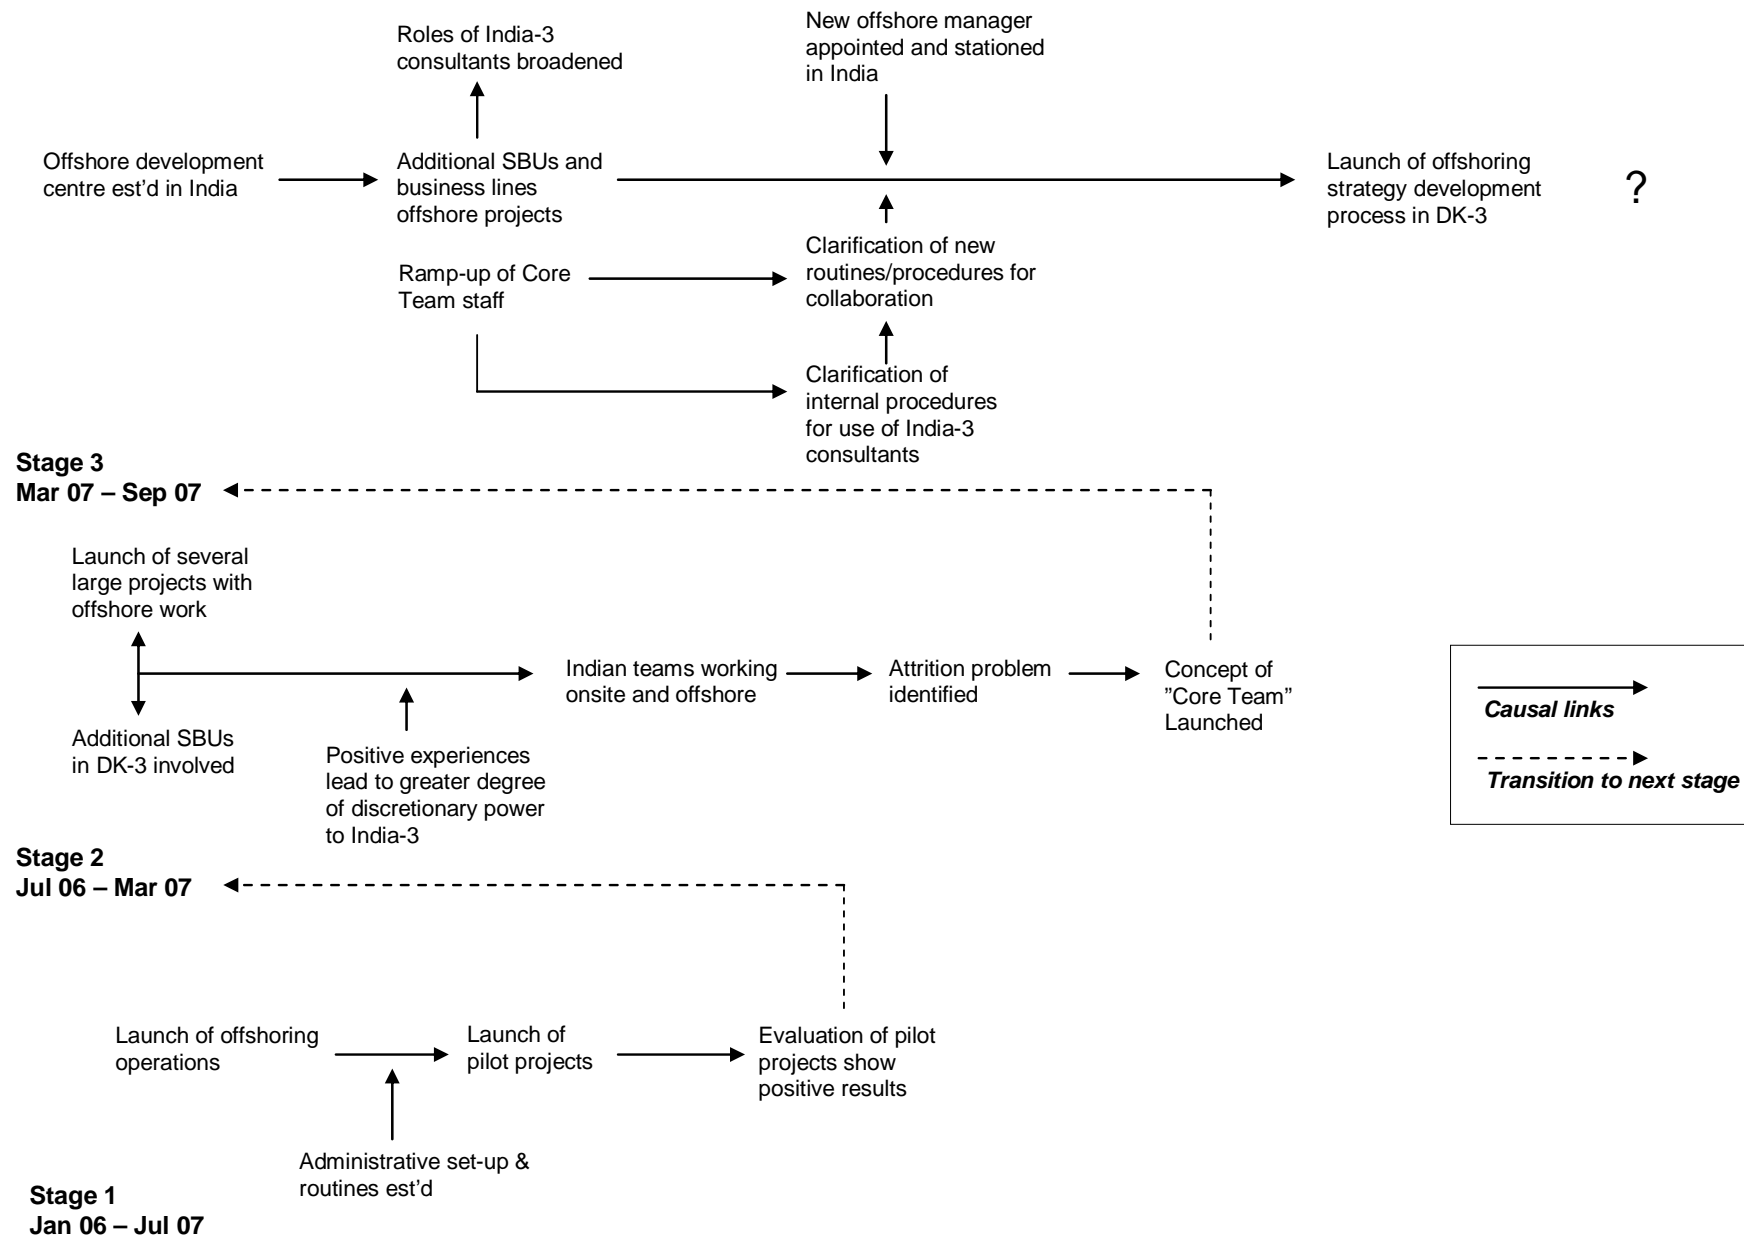 Roles of India-3
consultants broadened
New offshore manager
appointed and stationed
in India
Offshore development
centre est’d in India
Additional SBUs and
business lines
offshore projects
Launch of offshoring
strategy development
process in DK-3
?
Ramp-up of Core
Team staff
Clarification of new
routines/procedures for
collaboration
Clarification of
internal procedures
for use of India-3
consultants
Stage 3
Mar 07 – Sep 07
Launch of several
large projects with
offshore work
Additional SBUs
in DK-3 involved
Positive experiences
lead to greater degree
of discretionary power
to India-3
Indian teams working
onsite and offshore
Attrition problem
identified
Concept of
”Core Team”
Launched
Causal links
Transition to next stage
Stage 2
Jul 06 – Mar 07
Launch of offshoring
operations
Launch of
pilot projects
Evaluation of pilot
projects show
positive results
Administrative set-up &
routines est’d
Stage 1
Jan 06 – Jul 07